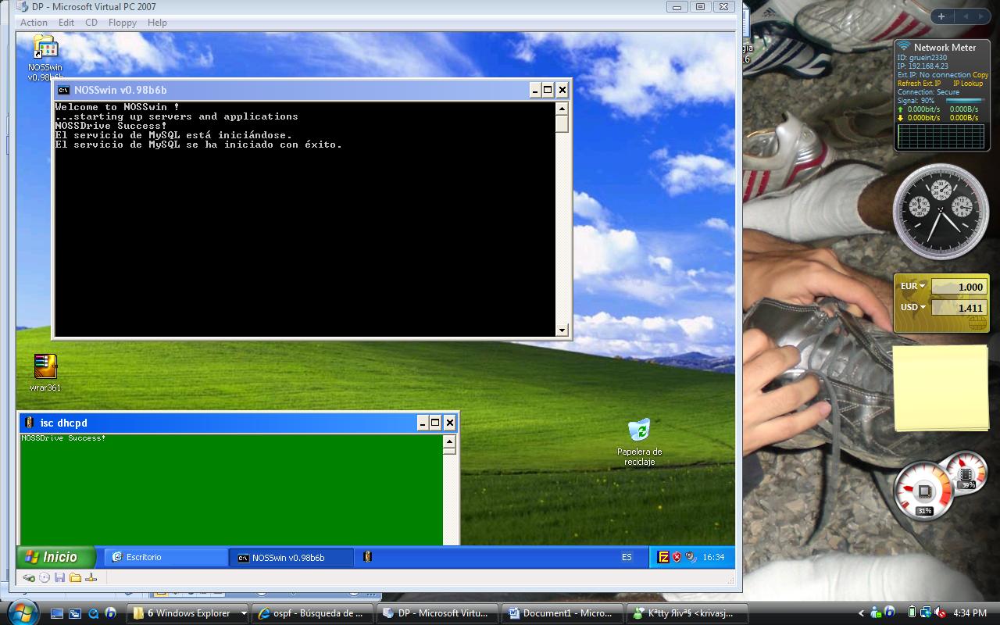 DP - Microsoft Virtual PC 2007
Action Edit CD Floppy Help
NOSSwin v0.98b6b
NOSSwin v0.98b6b
Welcome to NOSSwin !
...starting up servers and applications
NOSSDrive Success!
El servicio de MySQL está iniciándose.
El servicio de MySQL se ha iniciado con éxito.
wrar361
isc dhcpd
NOSSDrive Success!
Papelera de reciclaje
Inicio
Escritorio
NOSSwin v0.98b6b
ES
16:34
Network Meter
ID: gruein2330
IP: 192.168.4.23
Ext. IP: No connection Copy
Refresh Ext. IP IP Lookup
Connection: Secure
Signal: 90%
0.000bit/s 0.000B/s
0.000bit/s 0.000B/s
EUR 1.000
USD 1.411
39%
31%
6 Windows Explorer
ospf - Búsqueda de ...
DP - Microsoft Virtu...
Document1 - Micro...
Kªtty Яivª§ <krivasj...
4:34 PM